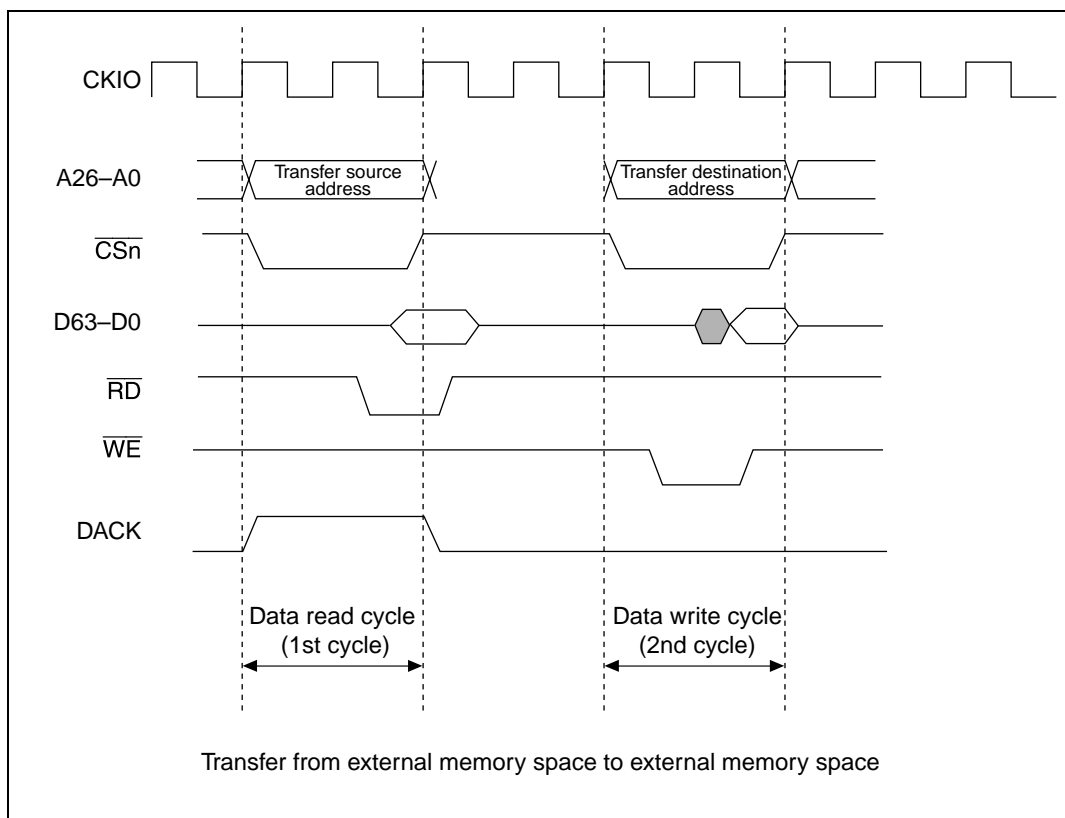 CKIO
A26–A0
Transfer source
address
Transfer destination
address
CSn
D63–D0
RD
WE
DACK
Data read cycle
(1st cycle)
Data write cycle
(2nd cycle)
Transfer from external memory space to external memory space